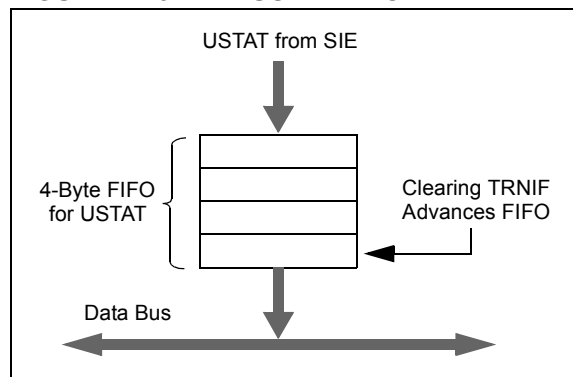 USTAT from SIE
4-Byte FIFO
for USTAT
Clearing TRNIF
Advances FIFO
Data Bus